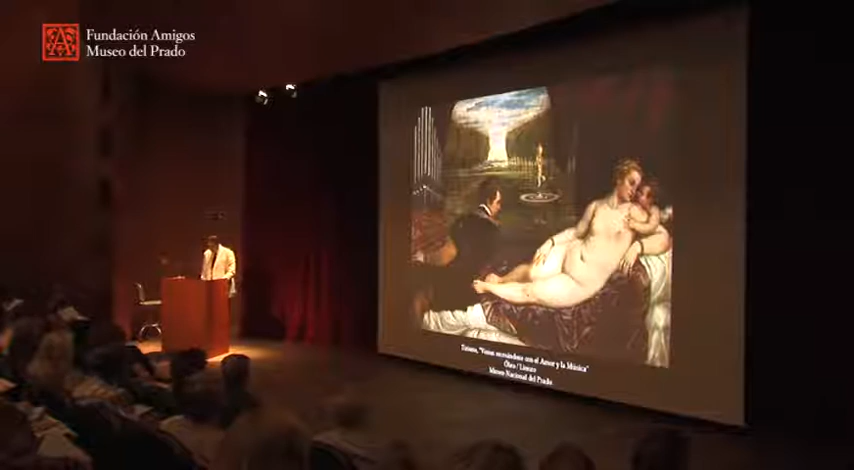 Fundación Amigos
Museo del Prado
Tiziano, "Venus recreándose con el Amor y la Música"
Óleo / Lienzo
Museo Nacional del Prado